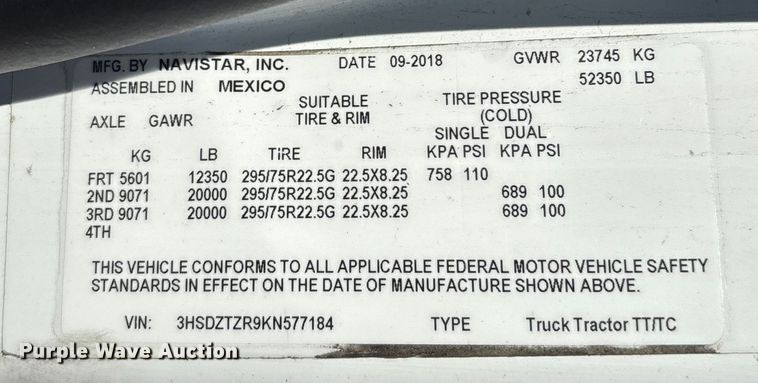 MFG. BY NAVISTAR, INC. DATE 09-2018 GVWR 23745 KG
ASSEMBLED IN MEXICO 52350 LB
SUITABLE TIRE PRESSURE
AXLE GAWR TIRE & RIM (COLD)
SINGLE DUAL
KG LB TIRE RIM KPA PSI KPA PSI
FRT 5601 12350 295/75R22.5G 22.5X8.25 758 110
2ND 9071 20000 295/75R22.5G 22.5X8.25 689 100
3RD 9071 20000 295/75R22.5G 22.5X8.25 689 100
4TH
THIS VEHICLE CONFORMS TO ALL APPLICABLE FEDERAL MOTOR VEHICLE SAFETY
STANDARDS IN EFFECT ON THE DATE OF MANUFACTURE SHOWN ABOVE.
VIN: 3HSDZTZR9KN577184 TYPE Truck Tractor TT/TC
Purple Wave Auction